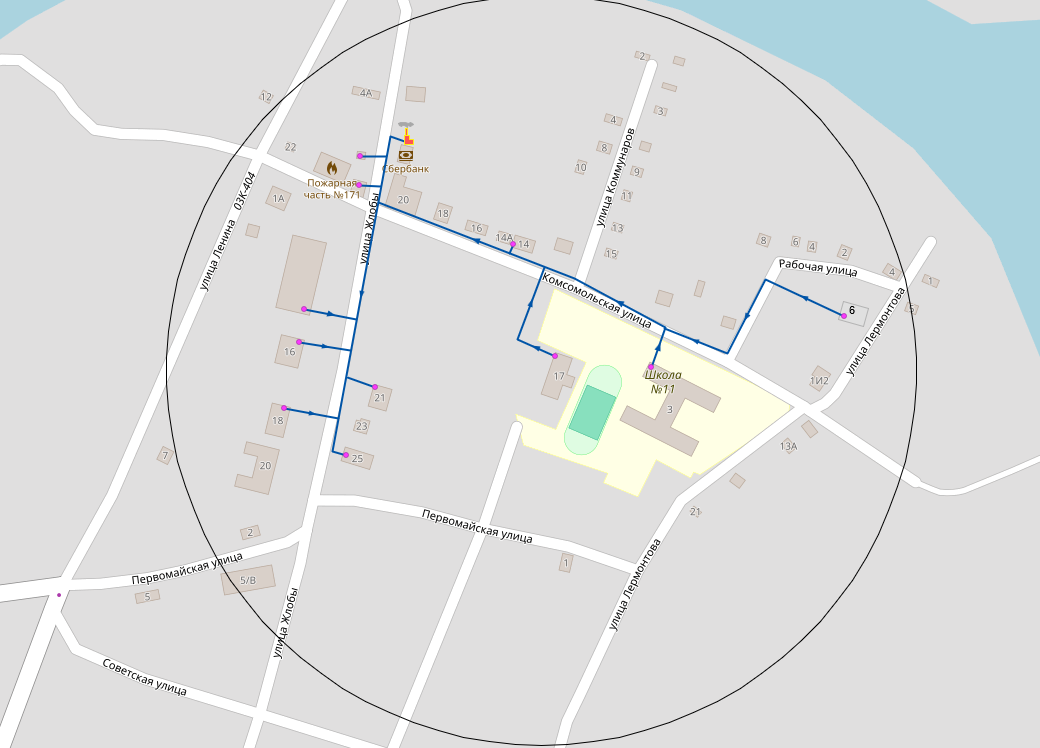 2
4А
12
3
4
22
8
10
9
Сбербанк
Пожарная
часть №171
1А
20
11
улица Коммунаров
03К-404
18
16
14А
14
13
15
8
6
4
2
улица Ленина
улица Жлобы
Рабочая улица
4
1
Комсомольская улица
6
5
улица Лермонтова
16
17
Школа
№11
1И2
21
3
18
23
13А
7
20
25
21
Первомайская улица
2
1
Первомайская улица
5/В
5
улица Лермонтова
улица Жлобы
Советская улица